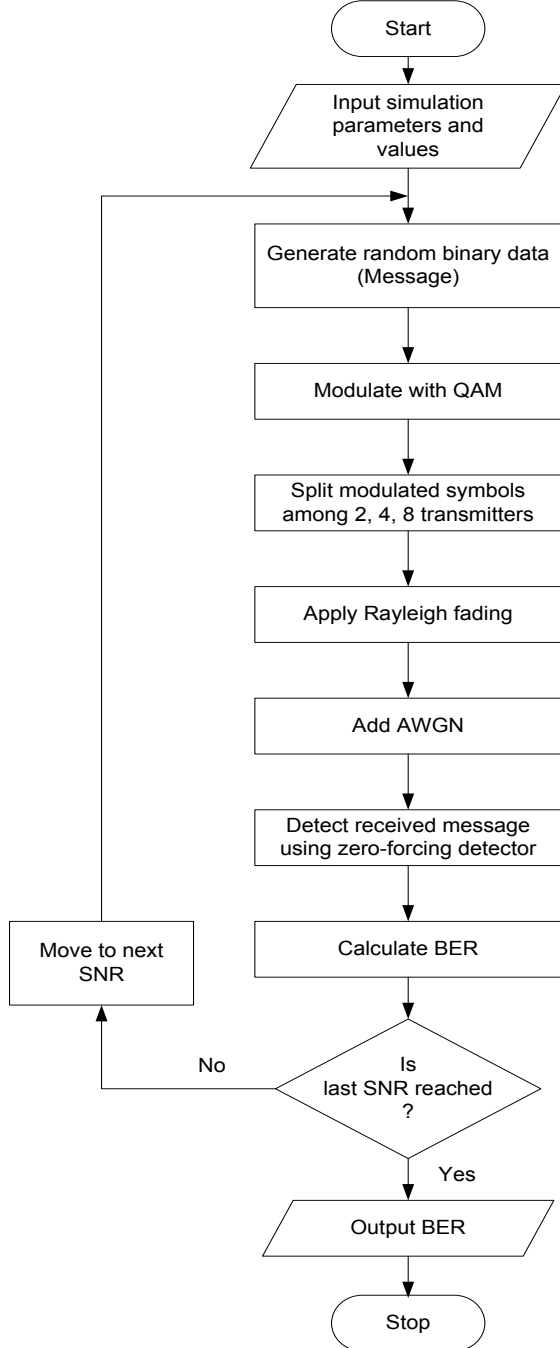 Start
Input simulation
parameters and
values
Generate random binary data
(Message)
Modulate with QAM
Split modulated symbols
among 2, 4, 8 transmitters
Apply Rayleigh fading
Add AWGN
Detect received message
using zero-forcing detector
Calculate BER
Move to next
SNR
Is
last SNR reached
?
No
Yes
Output BER
Stop